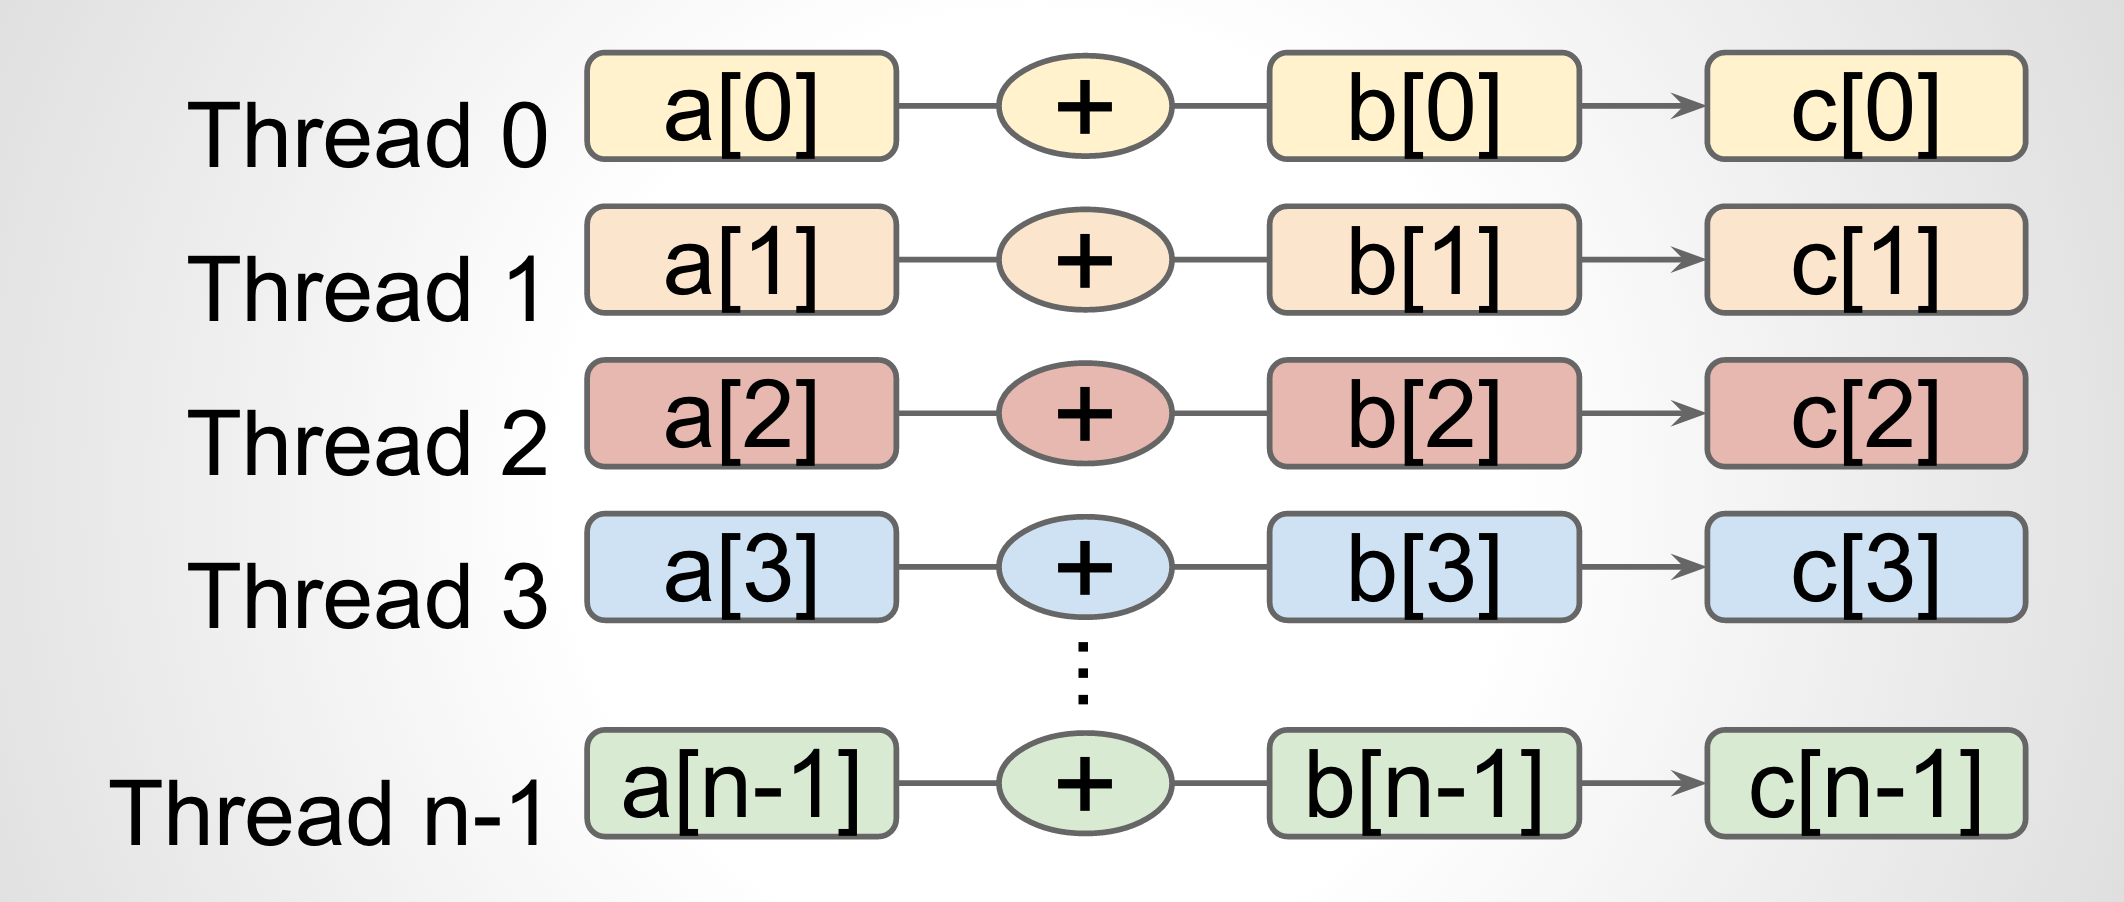 Thread 0 a[0] + b[0] c[0]
Thread 1 a[1] + b[1] c[1]
Thread 2 a[2] + b[2] c[2]
Thread 3 a[3] + b[3] c[3]
⋮
Thread n-1 a[n-1] + b[n-1] c[n-1]